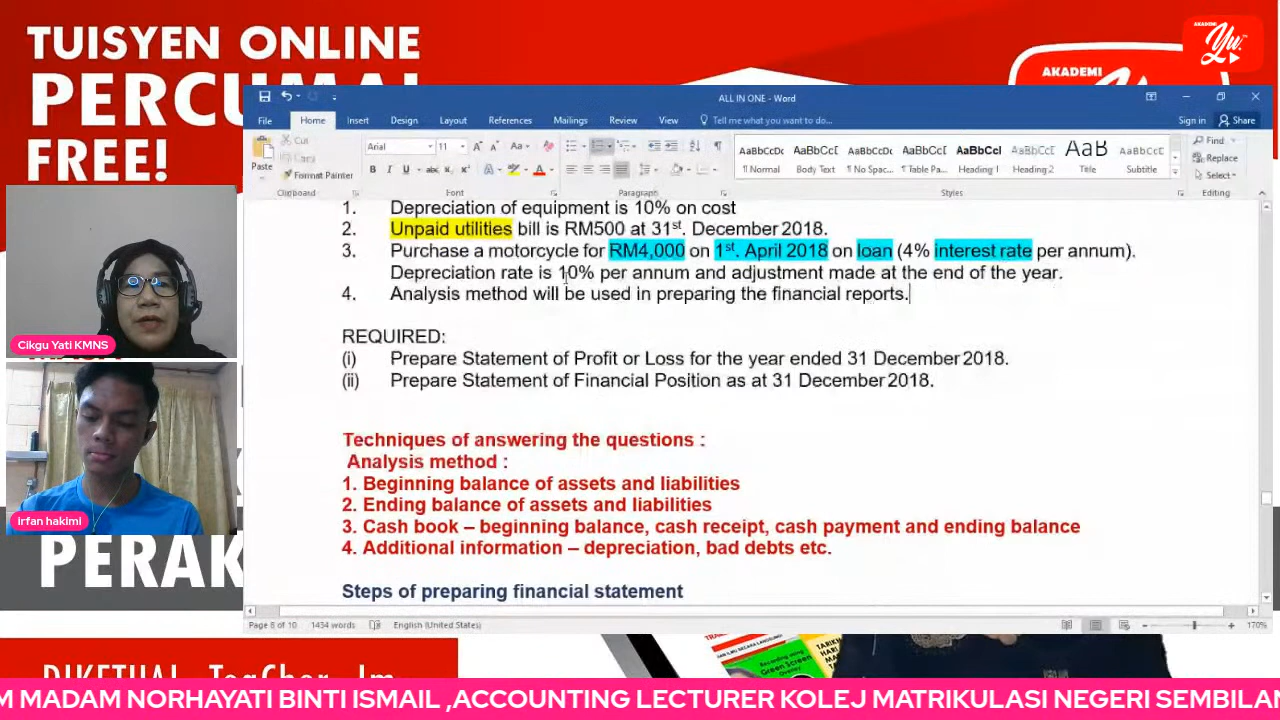 TUISYEN ONLINE
PERCUMA!
FREE!
AKADEMI
AKADEMI
Yu.
ALL IN ONE - Word
File Home Insert Design Layout References Mailings Review View Tell me what you want to do... Sign in Share
Paste
Cut
Format Painter
Clipboard
Arial 11
Font
Paragraph
AaBbCcDc AaBbCcI AaBbCcDc AaBbCcI AaBbCcI AaBbCcI AaB AaBbCcDc
¶ Normal Body Text ¶ No Spac... ¶ Table Pa... Heading 1 Heading 2 Title Subtitle
Styles
Find
Replace
Select
Editing
1. Depreciation of equipment is 10% on cost
2. Unpaid utilities bill is RM500 at 31st. December 2018.
3. Purchase a motorcycle for RM4,000 on 1st. April 2018 on loan (4% interest rate per annum).
Depreciation rate is 10% per annum and adjustment made at the end of the year.
4. Analysis method will be used in preparing the financial reports.
REQUIRED:
(i) Prepare Statement of Profit or Loss for the year ended 31 December 2018.
(ii) Prepare Statement of Financial Position as at 31 December 2018.
Techniques of answering the questions :
Analysis method :
1. Beginning balance of assets and liabilities
2. Ending balance of assets and liabilities
3. Cash book – beginning balance, cash receipt, cash payment and ending balance
4. Additional information – depreciation, bad debts etc.
Steps of preparing financial statement
Page 8 of 10 1434 words English (United States) 170%
Cikgu Yati KMNS
irfan hakimi
PERAK
Recording using
Green Screen
Overlay
M MADAM NORHAYATI BINTI ISMAIL ,ACCOUNTING LECTURER KOLEJ MATRIKULASI NEGERI SEMBILAN